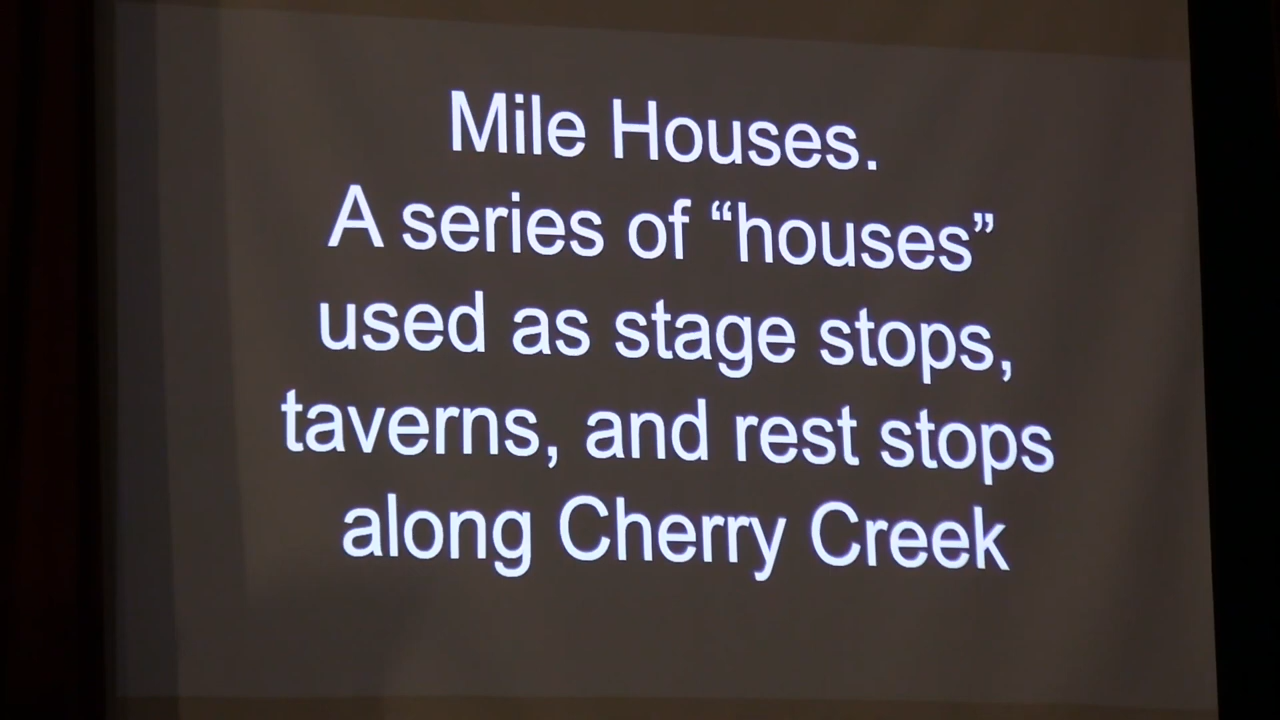 Mile Houses.
A series of “houses”
used as stage stops,
taverns, and rest stops
along Cherry Creek